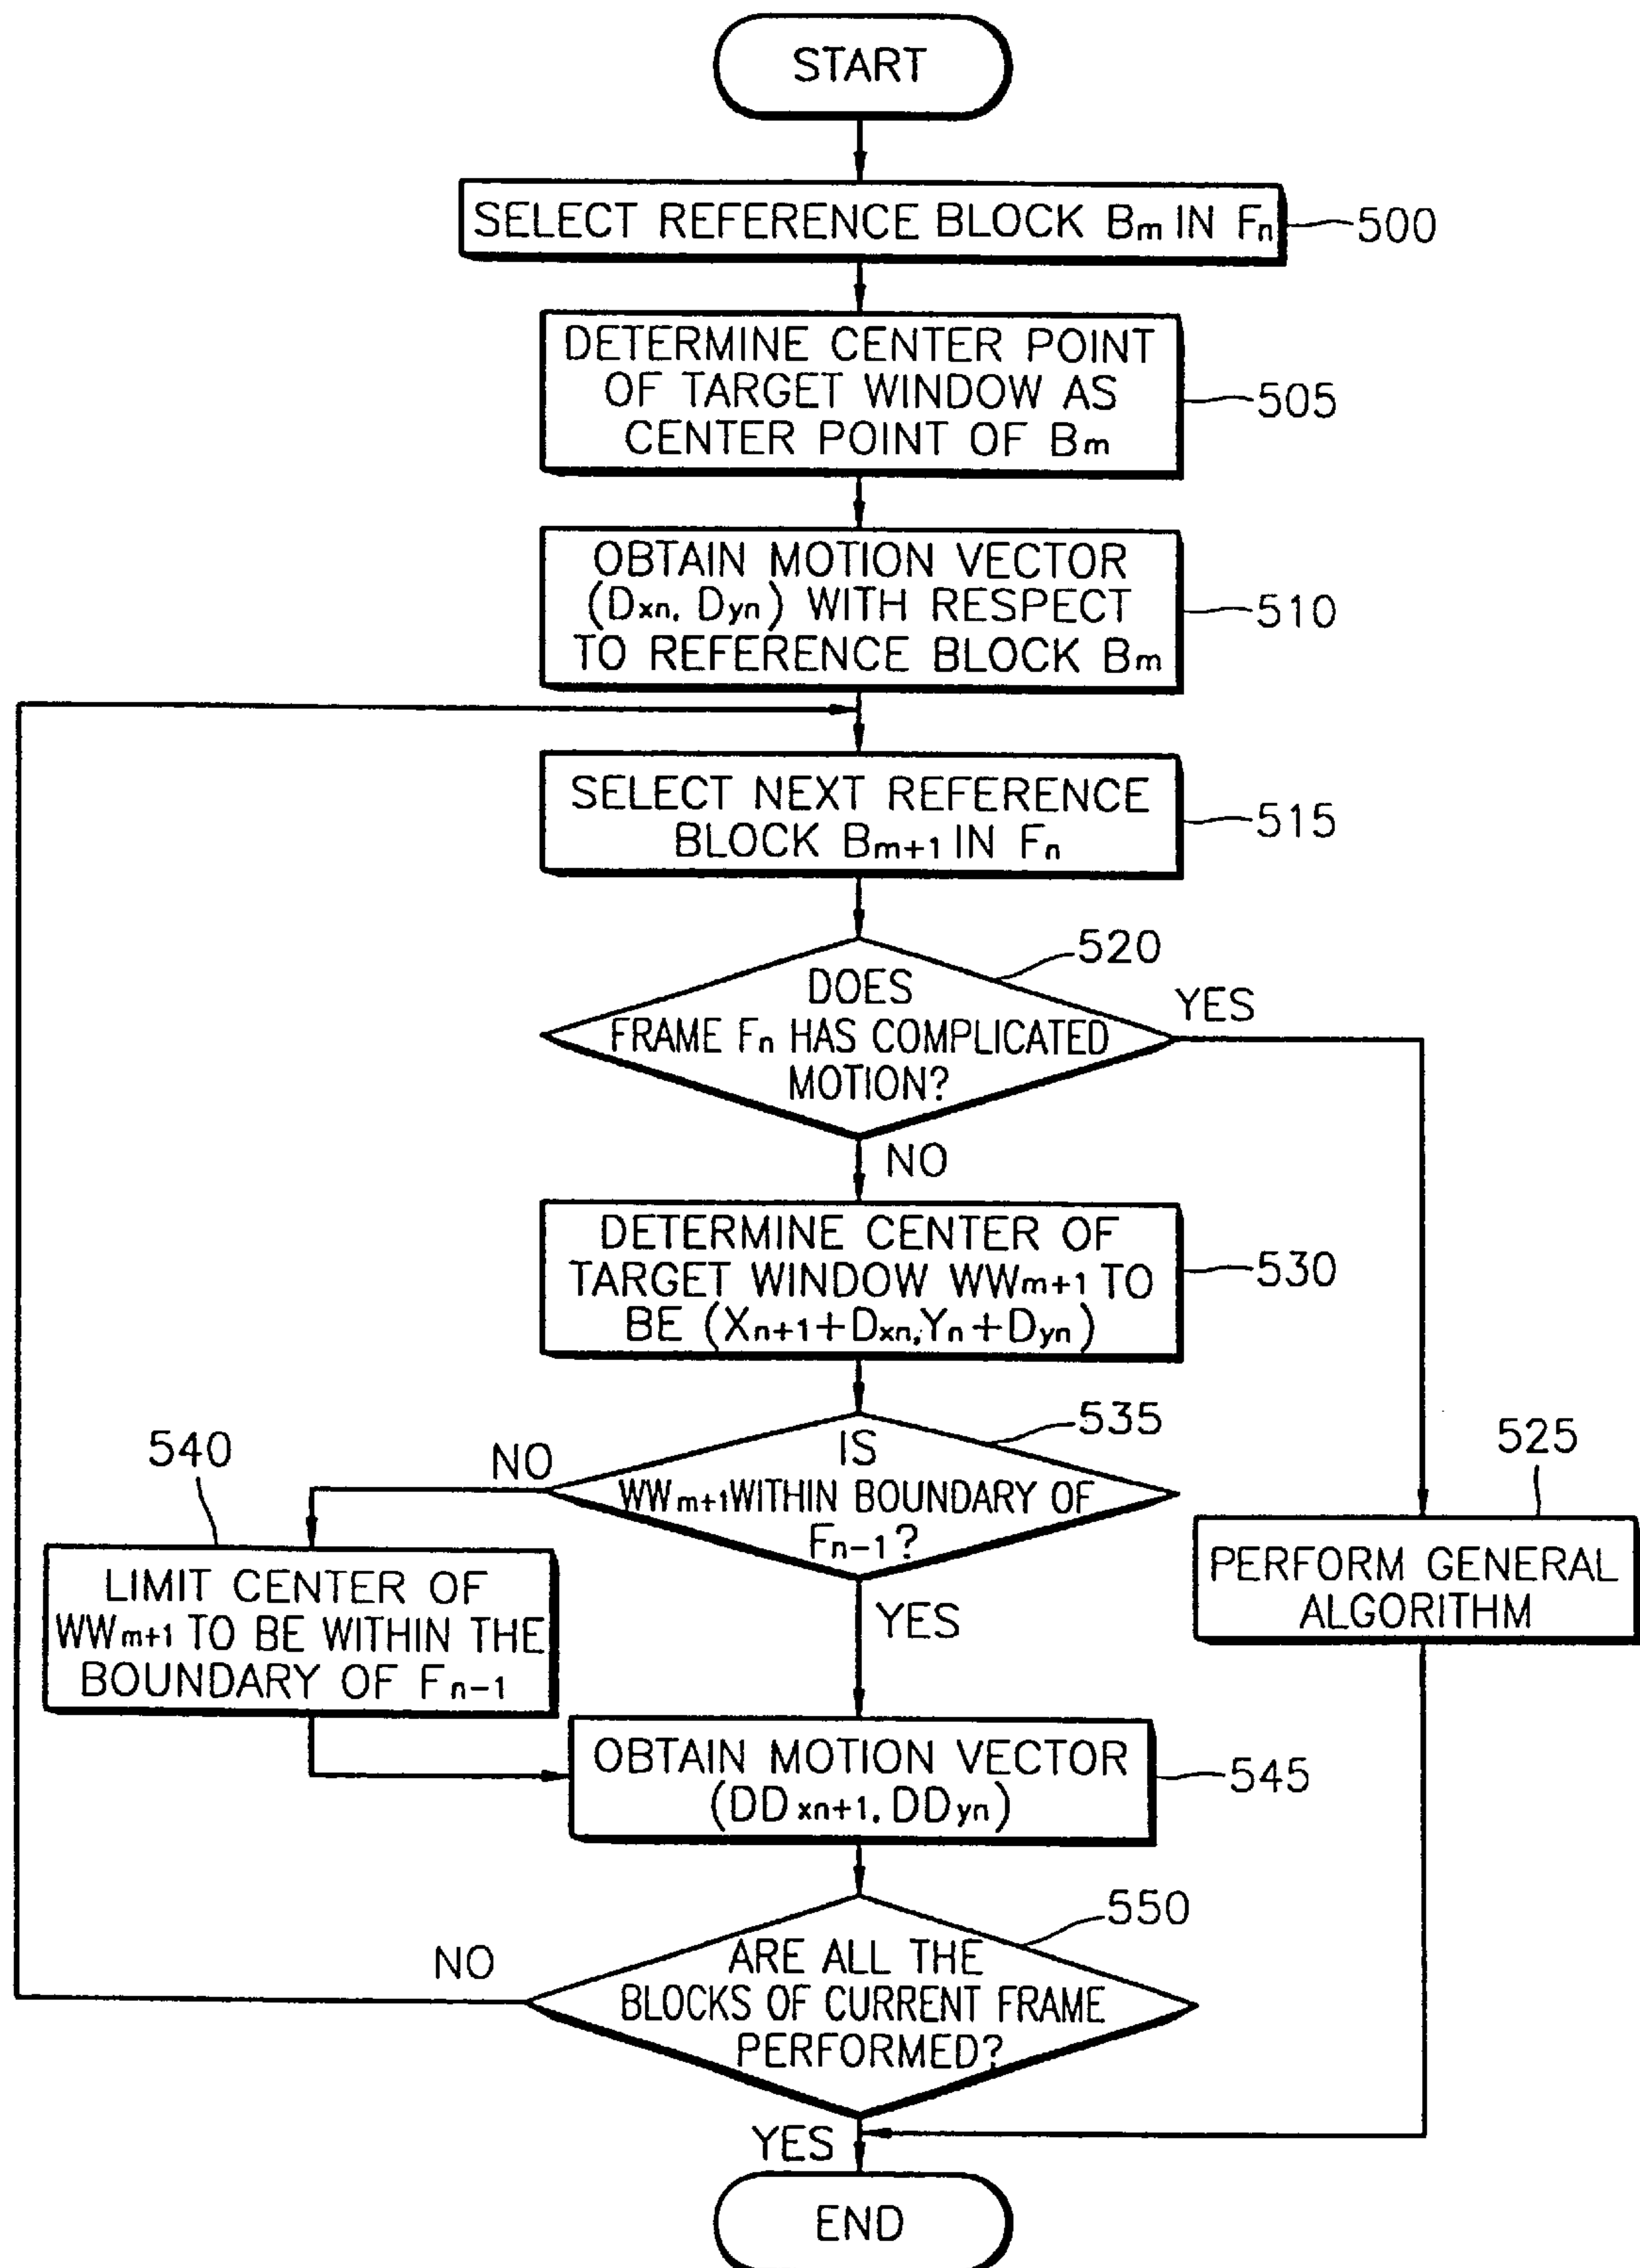 START
SELECT REFERENCE BLOCK Bm IN Fn
500
DETERMINE CENTER POINT
OF TARGET WINDOW AS
CENTER POINT OF Bm
505
OBTAIN MOTION VECTOR
(Dxn, Dyn) WITH RESPECT
TO REFERENCE BLOCK Bm
510
SELECT NEXT REFERENCE
BLOCK Bm+1 IN Fn
515
520
DOES
FRAME Fn HAS COMPLICATED
MOTION?
YES
NO
DETERMINE CENTER OF
TARGET WINDOW WWm+1 TO
BE (Xn+1+Dxn,Yn+Dyn)
530
535
IS
WWm+1 WITHIN BOUNDARY OF
Fn-1?
NO
YES
540
LIMIT CENTER OF
WWm+1 TO BE WITHIN THE
BOUNDARY OF Fn-1
525
PERFORM GENERAL
ALGORITHM
OBTAIN MOTION VECTOR
(DDxn+1, DDyn)
545
550
ARE ALL THE
BLOCKS OF CURRENT FRAME
PERFORMED?
NO
YES
END